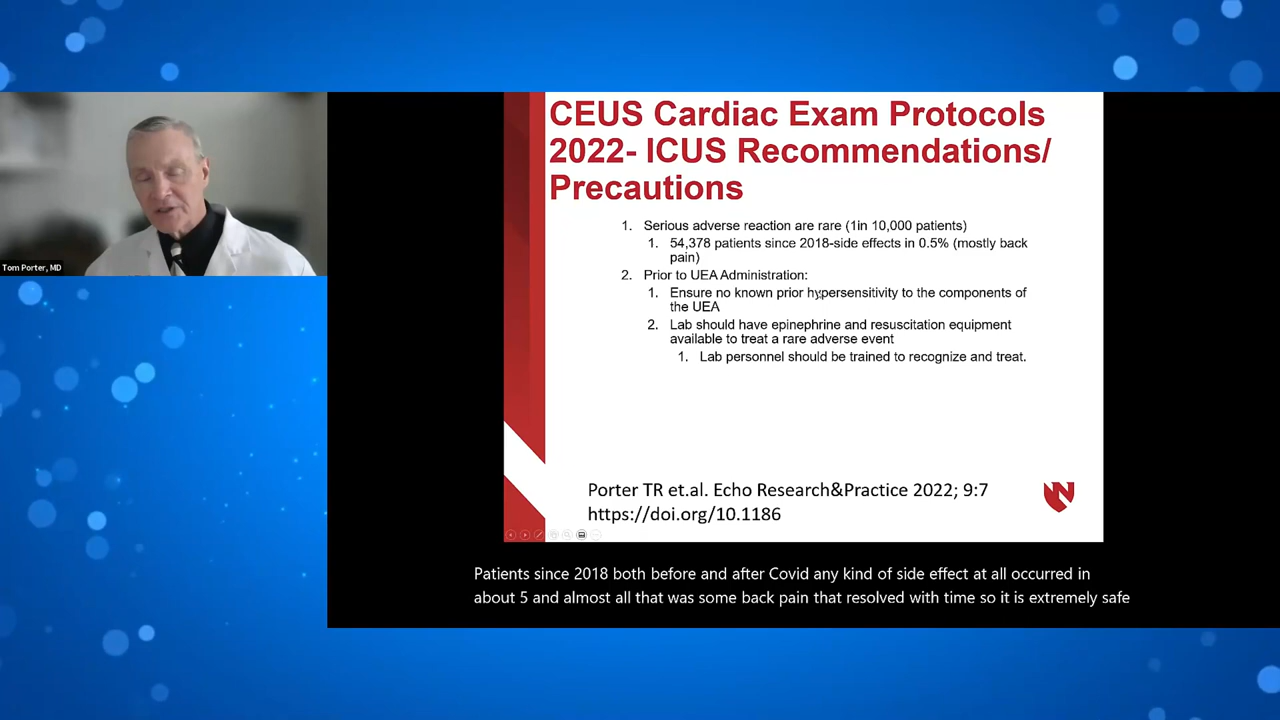 CEUS Cardiac Exam Protocols
2022- ICUS Recommendations/
Precautions
1. Serious adverse reaction are rare (1in 10,000 patients)
1. 54,378 patients since 2018-side effects in 0.5% (mostly back
pain)
2. Prior to UEA Administration:
1. Ensure no known prior hypersensitivity to the components of
the UEA
2. Lab should have epinephrine and resuscitation equipment
available to treat a rare adverse event
1. Lab personnel should be trained to recognize and treat.
Porter TR et.al. Echo Research&Practice 2022; 9:7
https://doi.org/10.1186
Tom Porter, MD
Patients since 2018 both before and after Covid any kind of side effect at all occurred in
about 5 and almost all that was some back pain that resolved with time so it is extremely safe